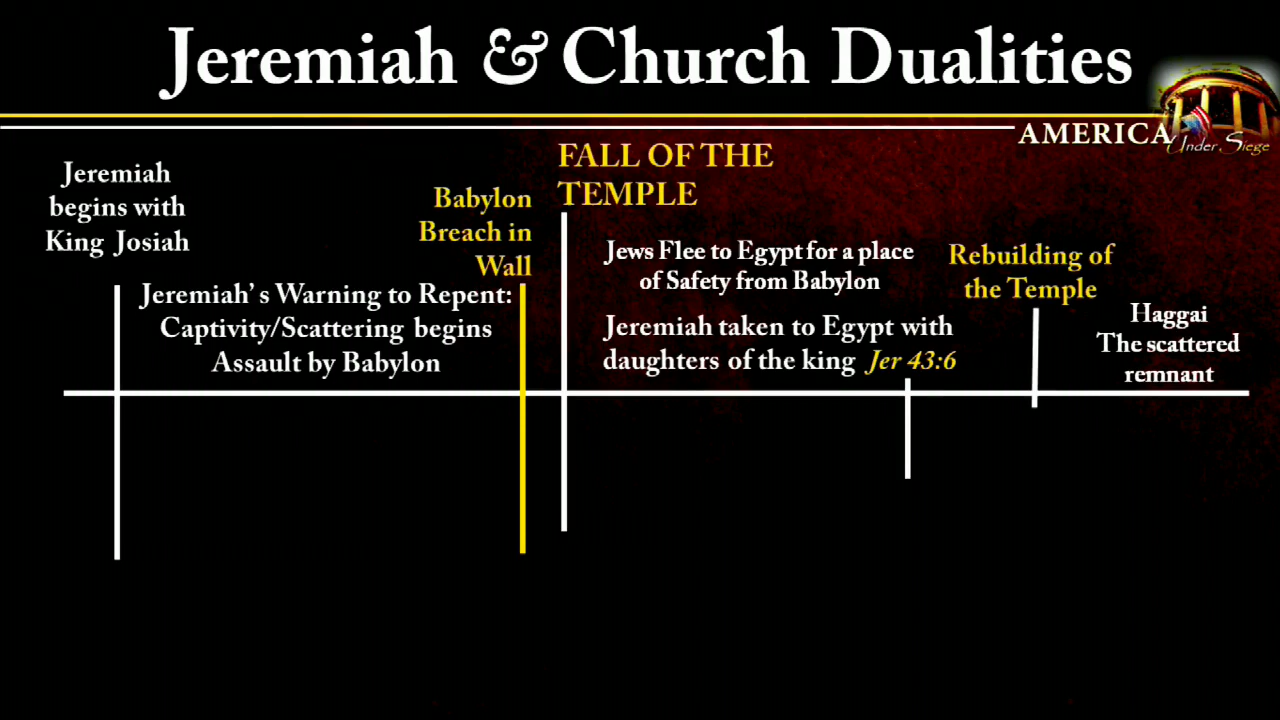 Jeremiah & Church Dualities
AMERICA
Under Siege
Jeremiah
begins with
King Josiah
Babylon
Breach in
Wall
FALL OF THE
TEMPLE
Jeremiah's Warning to Repent:
Captivity/Scattering begins
Assault by Babylon
Jews Flee to Egypt for a place
of Safety from Babylon
Jeremiah taken to Egypt with
daughters of the king Jer 43:6
Rebuilding of
the Temple
Haggai
The scattered
remnant